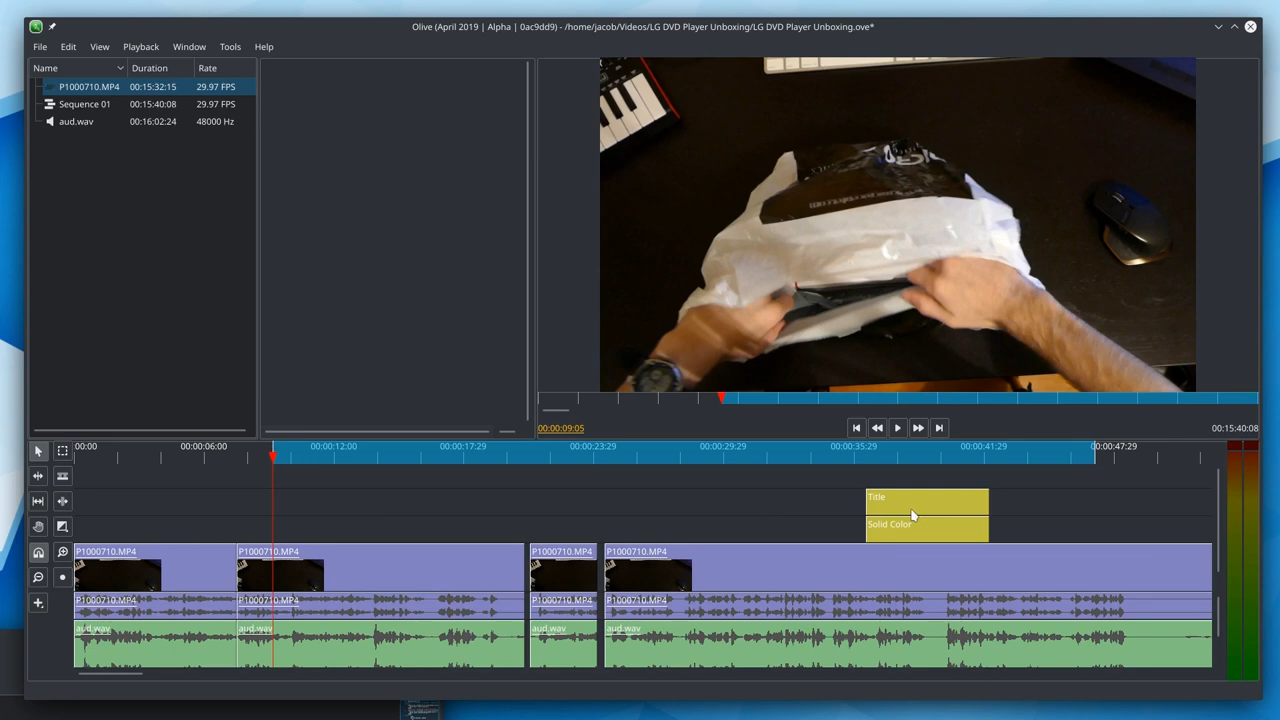 Olive (April 2019 | Alpha | 0ac9dd9) - /home/jacob/Videos/LG DVD Player Unboxing/LG DVD Player Unboxing.ove*
File Edit View Playback Window Tools Help
Name Duration Rate
P1000710.MP4 00:15:32:15 29.97 FPS
Sequence 01 00:15:40:08 29.97 FPS
aud.wav 00:16:02:24 48000 Hz
00:00:09:05 00:15:40:08
00:00 00:00:06:00 00:00:12:00 00:00:17:29 00:00:23:29 00:00:29:29 00:00:35:29 00:00:41:29 00:00:47:29
Title
Solid Color
P1000710.MP4 P1000710.MP4 P1000710.MP4 P1000710.MP4
P1000710.MP4 P1000710.MP4 P1000710.MP4 P1000710.MP4
aud.wav aud.wav aud.wav aud.wav